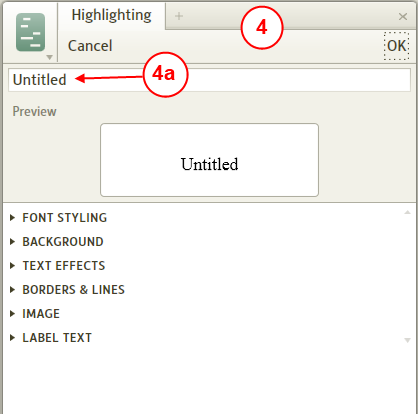 Highlighting +
4
×
Cancel
OK
Untitled
4a
Preview
Untitled
FONT STYLING
BACKGROUND
TEXT EFFECTS
BORDERS & LINES
IMAGE
LABEL TEXT